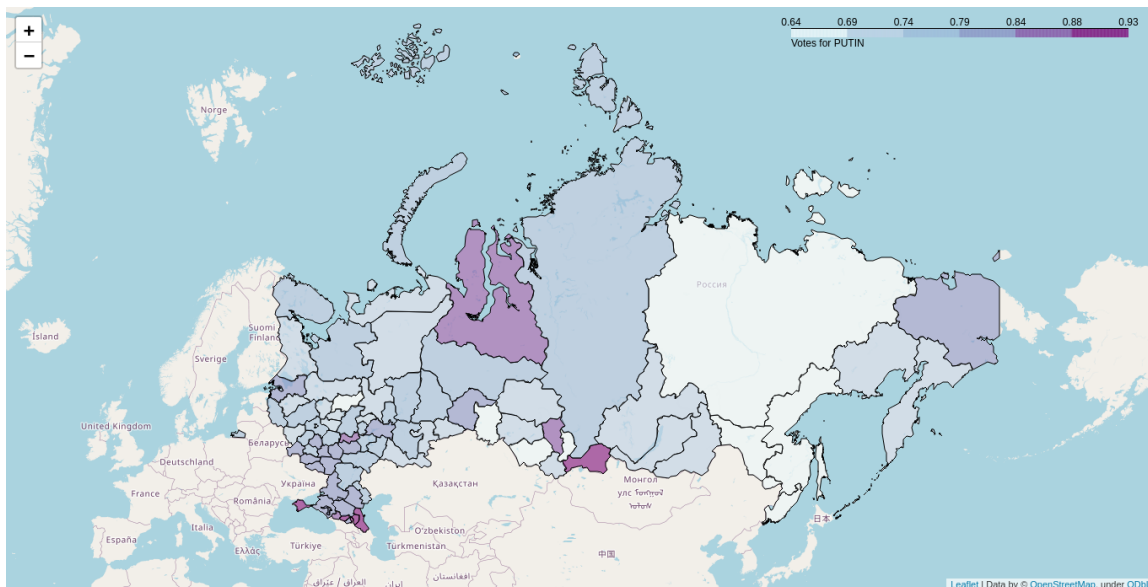 +
−
0.64 0.69 0.74 0.79 0.84 0.88 0.93
Votes for PUTIN
Norge
Россия
Ísland
Suomi
Finland
Sverige
United Kingdom
Беларусь
Deutschland
Україна
Қазақстан
Монгол
улс
France
România
Italia
Oʻzbekiston
日本
España
Ελλάς
Türkiye
Türkmenistan
中国
Leaflet | Data by © OpenStreetMap, under ODbl